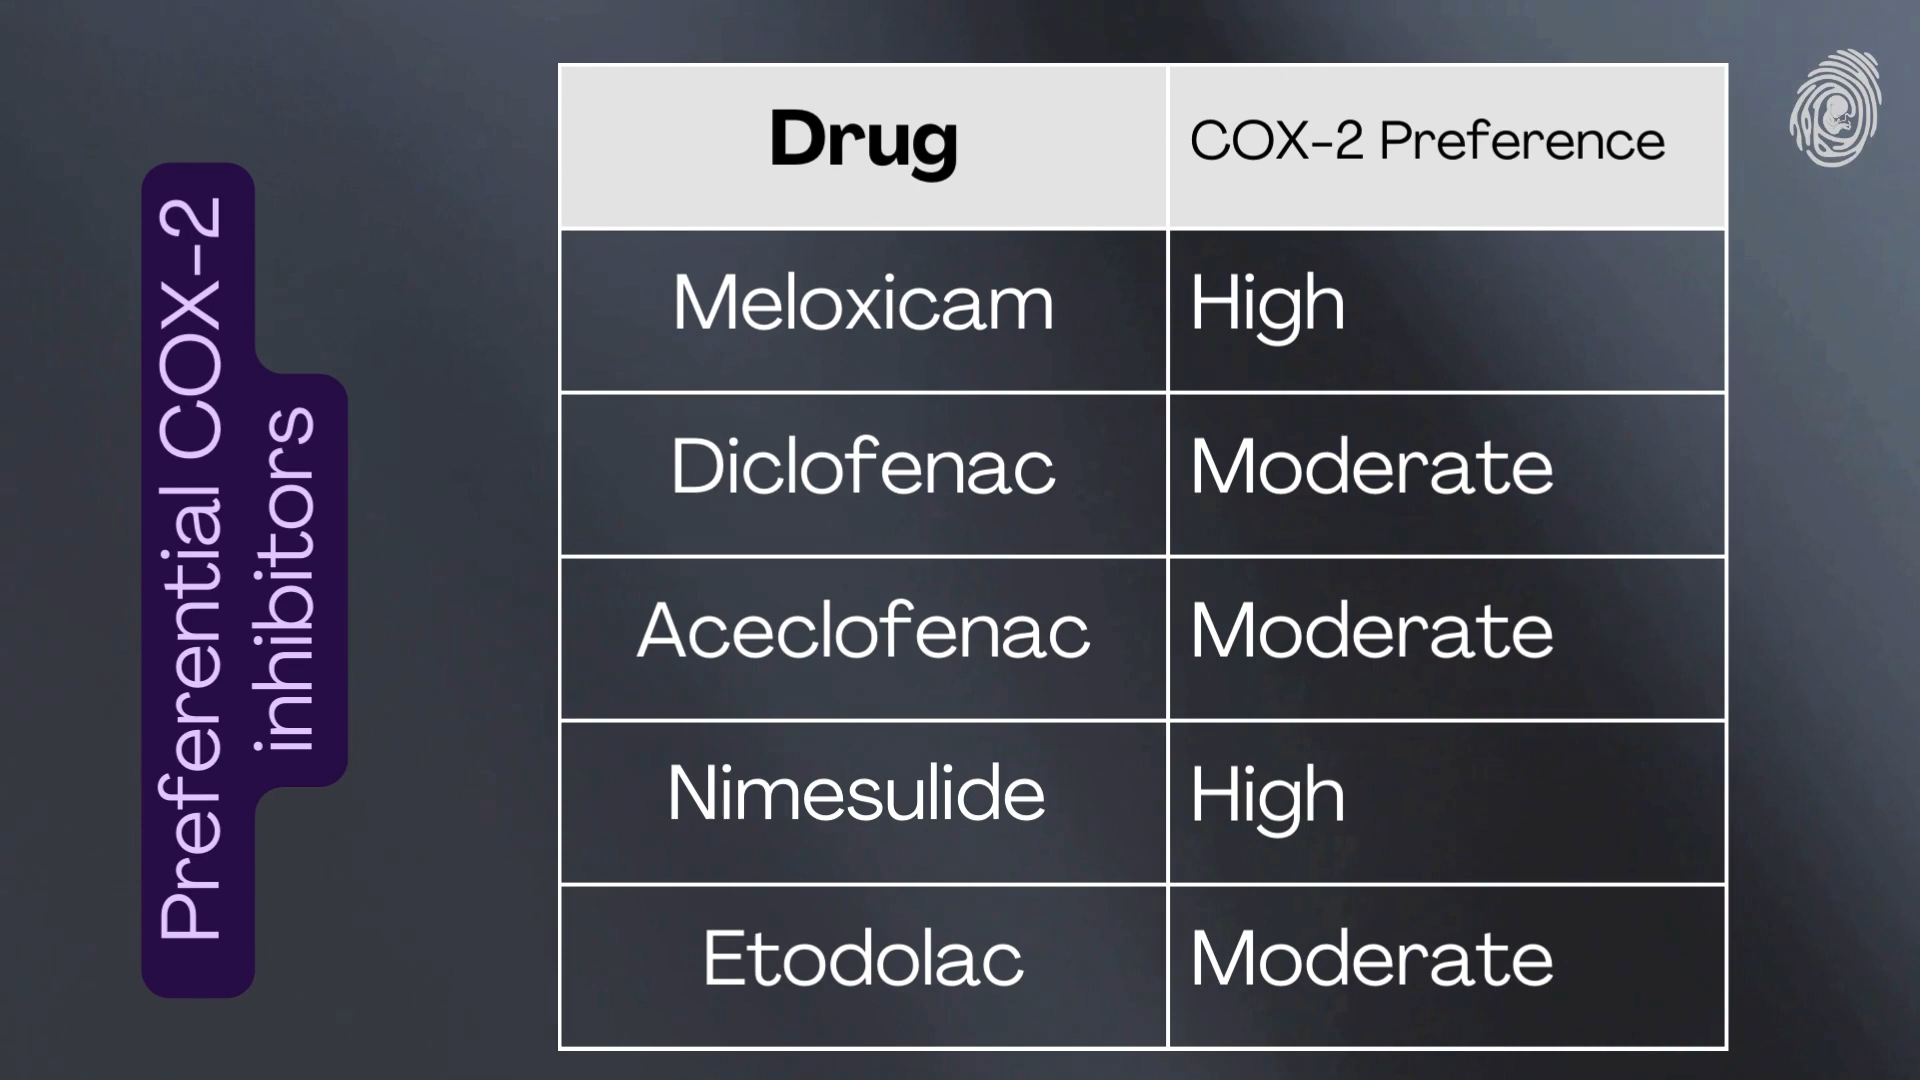 Preferential COX-2
inhibitors
Drug COX-2 Preference
Meloxicam High
Diclofenac Moderate
Aceclofenac Moderate
Nimesulide High
Etodolac Moderate